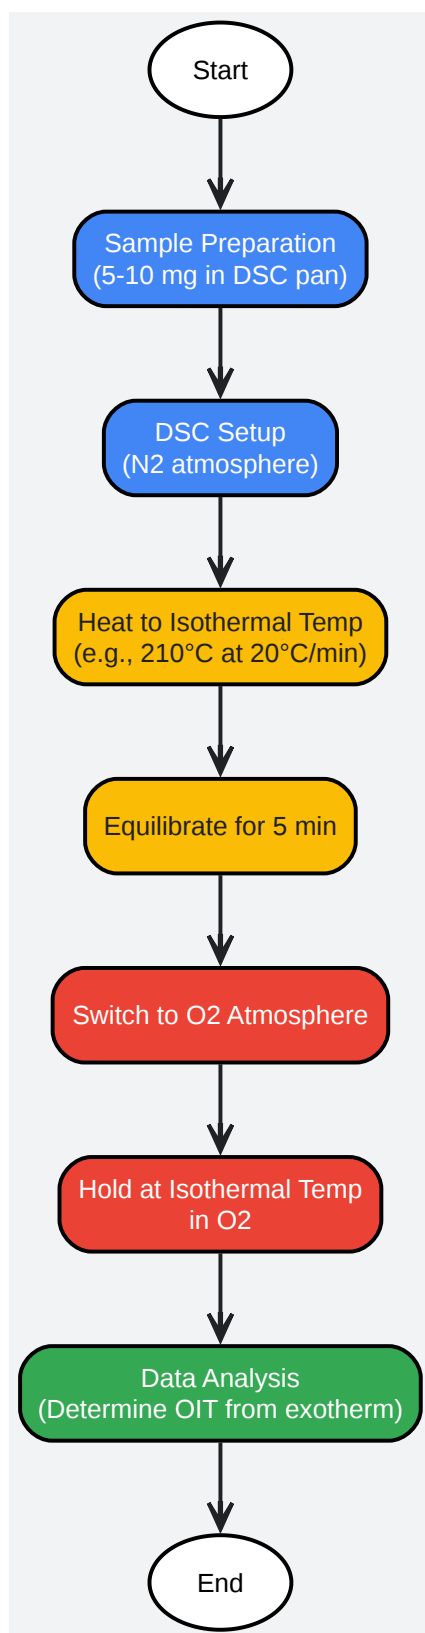 Start
Sample Preparation
(5-10 mg in DSC pan)
DSC Setup
(N2 atmosphere)
Heat to Isothermal Temp
(e.g., 210°C at 20°C/min)
Equilibrate for 5 min
Switch to O2 Atmosphere
Hold at Isothermal Temp
in O2
Data Analysis
(Determine OIT from exotherm)
End